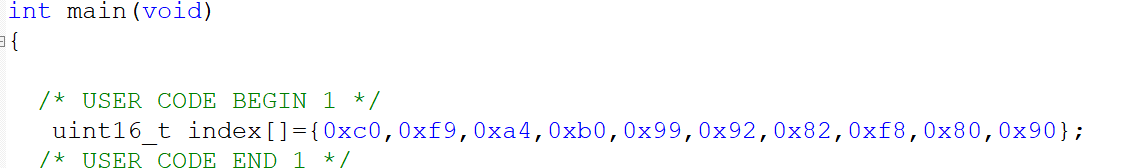 int main(void)
{
/* USER CODE BEGIN 1 */
uint16_t index[]={0xc0,0xf9,0xa4,0xb0,0x99,0x92,0x82,0xf8,0x80,0x90};
/* USER CODE END 1 */